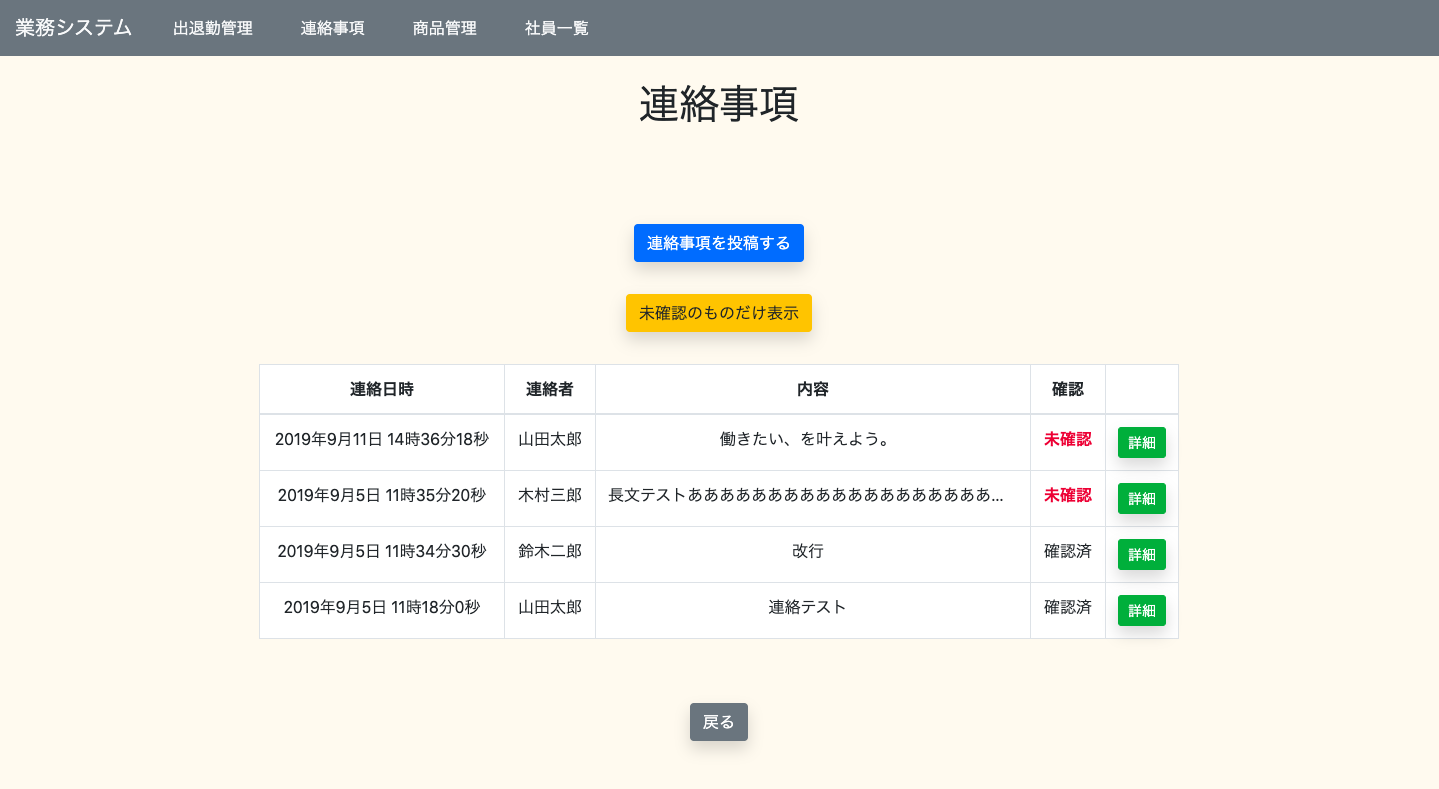 業務システム 出退勤管理 連絡事項 商品管理 社員一覧
連絡事項
連絡事項を投稿する
未確認のものだけ表示
連絡日時 連絡者 内容 確認
2019年9月11日 14時36分18秒 山田太郎 働きたい、を叶えよう。 未確認 詳細
2019年9月5日 11時35分20秒 木村三郎 長文テストあああああああああああああああああああ... 未確認 詳細
2019年9月5日 11時34分30秒 鈴木二郎 改行 確認済 詳細
2019年9月5日 11時18分0秒 山田太郎 連絡テスト 確認済 詳細
戻る